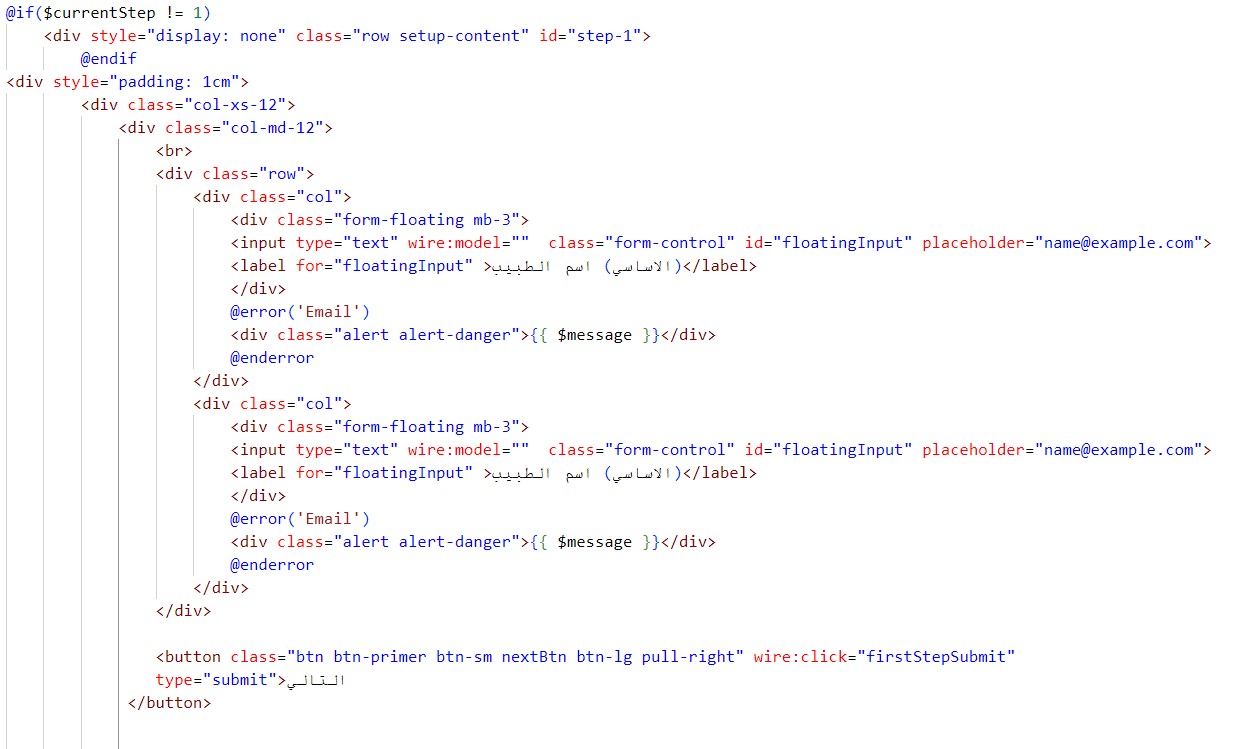 @if($currentStep != 1)
<div style="display: none" class="row setup-content" id="step-1">
@endif
<div style="padding: 1cm">
<div class="col-xs-12">
<div class="col-md-12">
<br>
<div class="row">
<div class="col">
<div class="form-floating mb-3">
<input type="text" wire:model=""  class="form-control" id="floatingInput" placeholder="name@example.com">
<label for="floatingInput" >اسم الطبيب (الاساسي)</label>
</div>
@error('Email')
<div class="alert alert-danger">{{ $message }}</div>
@enderror
</div>
<div class="col">
<div class="form-floating mb-3">
<input type="text" wire:model=""  class="form-control" id="floatingInput" placeholder="name@example.com">
<label for="floatingInput" >اسم الطبيب (الاساسي)</label>
</div>
@error('Email')
<div class="alert alert-danger">{{ $message }}</div>
@enderror
</div>
</div>
<button class="btn btn-primer btn-sm nextBtn btn-lg pull-right" wire:click="firstStepSubmit"
type="submit">التالي
</button>